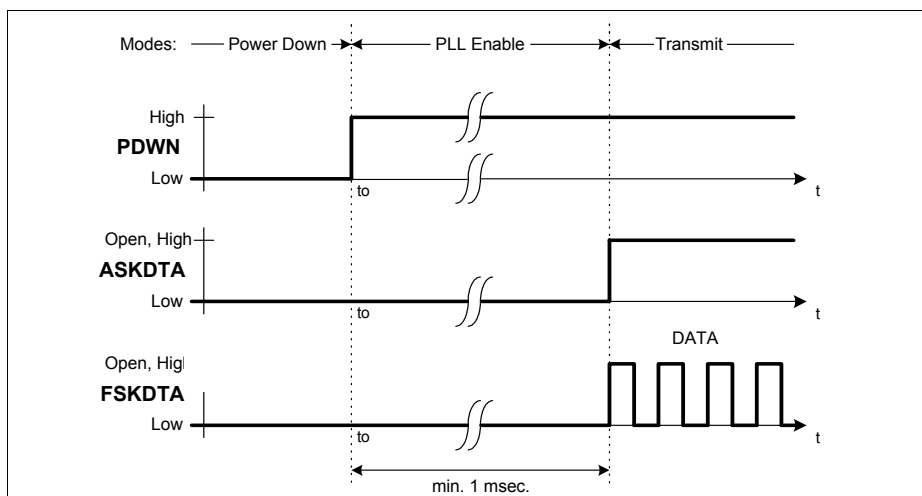 Modes: Power Down PLL Enable Transmit
High
PDWN
Low
to
t
Open, High
ASKDTA
Low
to
t
DATA
Open, Hig
FSKDTA
Low
to
t
min. 1 msec.